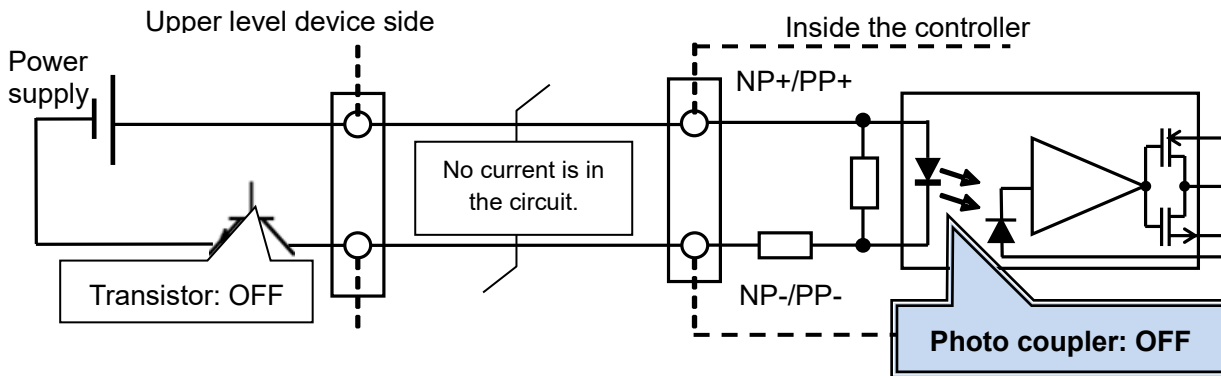 Upper level device side
Inside the controller
Power
supply
NP+/PP+
No current is in
the circuit.
Transistor: OFF
NP-/PP-
Photo coupler: OFF